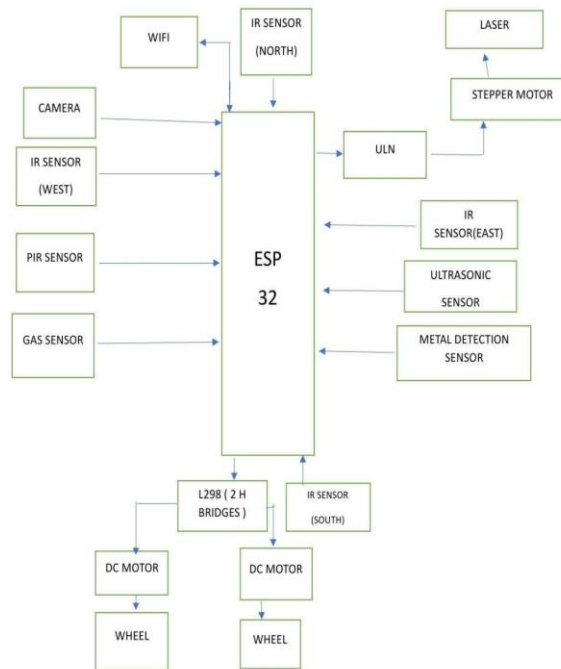 LASER
WIFI
IR SENSOR
(NORTH)
STEPPER MOTOR
CAMERA
ULN
IR SENSOR
(WEST)
IR
SENSOR(EAST)
PIR SENSOR
ESP
32
ULTRASONIC
SENSOR
GAS SENSOR
METAL DETECTION
SENSOR
L298 ( 2 H
BRIDGES )
IR SENSOR
(SOUTH)
DC MOTOR
DC MOTOR
WHEEL
WHEEL